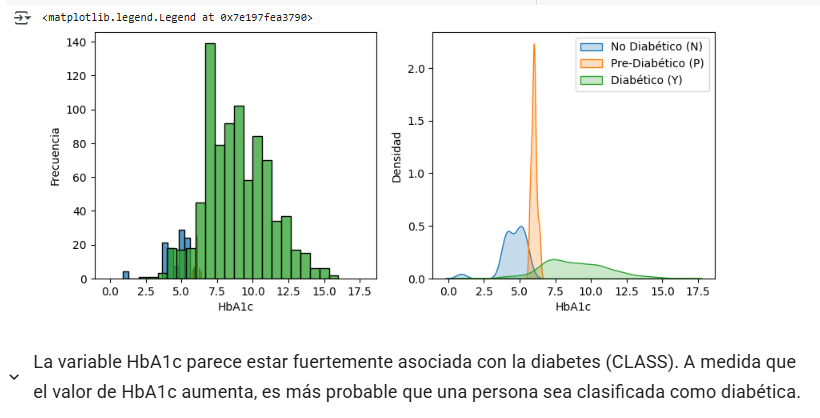 <matplotlib.legend.Legend at 0x7e197fea3790>
140
120
100
80
60
40
20
0
Frecuencia
0.0 2.5 5.0 7.5 10.0 12.5 15.0 17.5
HbA1c
2.0
1.5
1.0
0.5
0.0
Densidad
No Diabético (N)
Pre-Diabético (P)
Diabético (Y)
0.0 2.5 5.0 7.5 10.0 12.5 15.0 17.5
HbA1c
La variable HbA1c parece estar fuertemente asociada con la diabetes (CLASS). A medida que
el valor de HbA1c aumenta, es más probable que una persona sea clasificada como diabética.